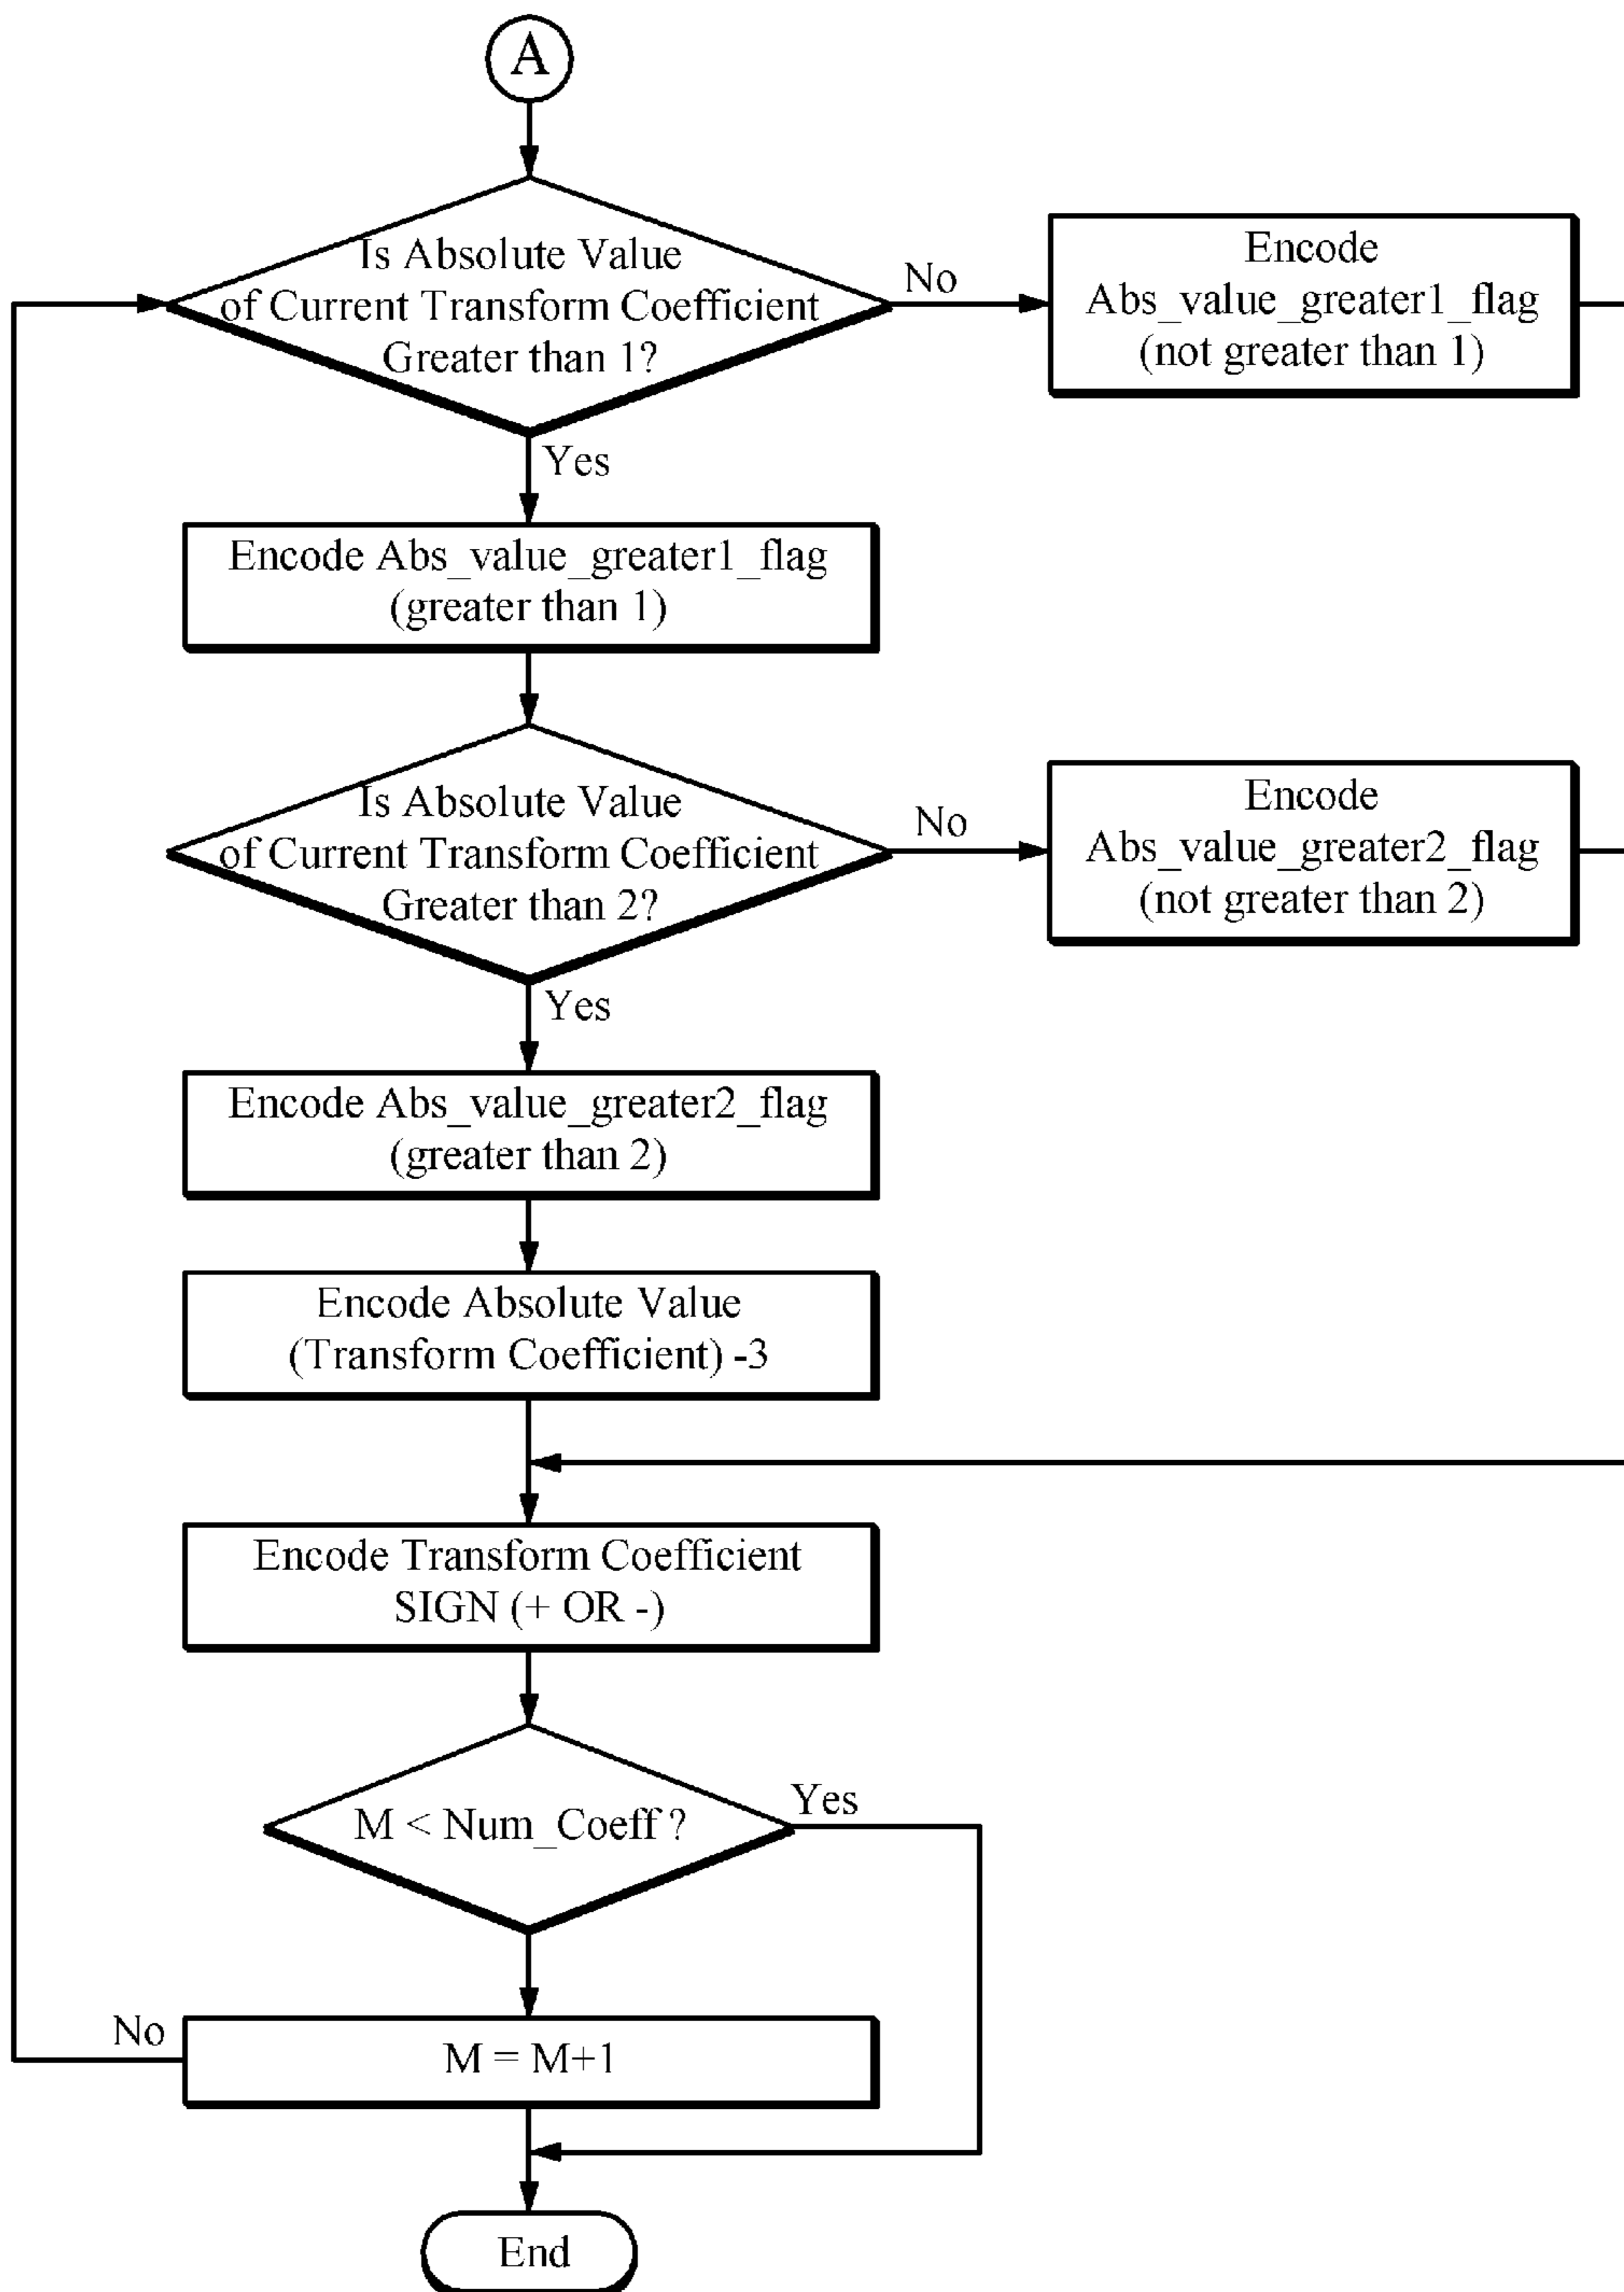 A
Is Absolute Value
of Current Transform Coefficient
Greater than 1?
No
Encode
Abs_value_greater1_flag
(not greater than 1)
Yes
Encode Abs_value_greater1_flag
(greater than 1)
Is Absolute Value
of Current Transform Coefficient
Greater than 2?
No
Encode
Abs_value_greater2_flag
(not greater than 2)
Yes
Encode Abs_value_greater2_flag
(greater than 2)
Encode Absolute Value
(Transform Coefficient) -3
Encode Transform Coefficient
SIGN (+ OR -)
M < Num_Coeff ?
Yes
No
M = M+1
End